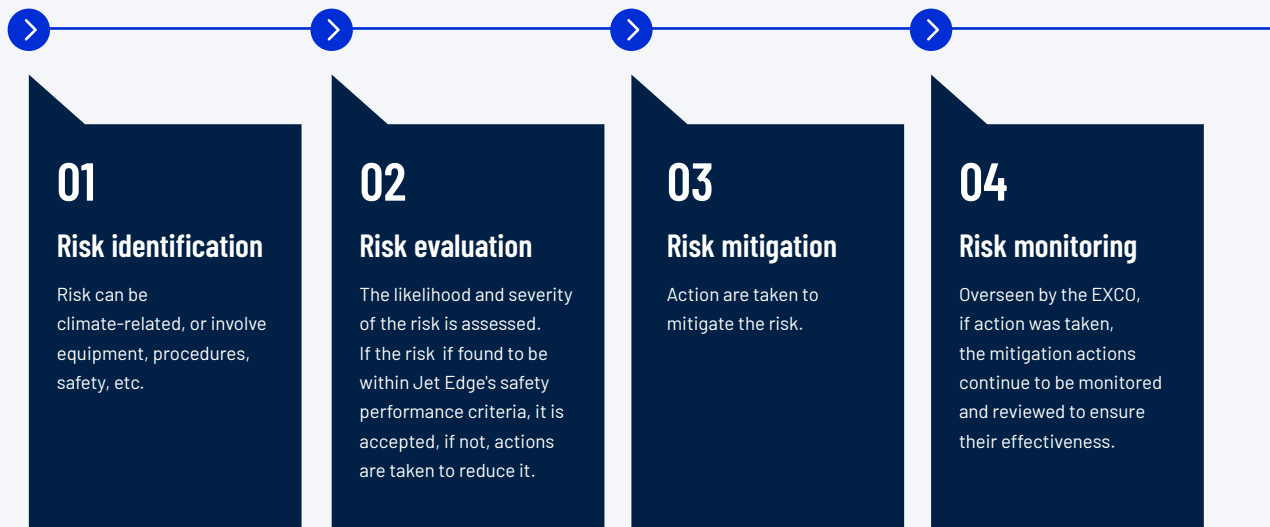 01
Risk identification
Risk can be
climate-related, or involve
equipment, procedures,
safety, etc.
02
Risk evaluation
The likelihood and severity
of the risk is assessed.
If the risk  if found to be
within Jet Edge's safety
performance criteria, it is
accepted, if not, actions
are taken to reduce it.
03
Risk mitigation
Action are taken to
mitigate the risk.
04
Risk monitoring
Overseen by the EXCO,
if action was taken,
the mitigation actions
continue to be monitored
and reviewed to ensure
their effectiveness.